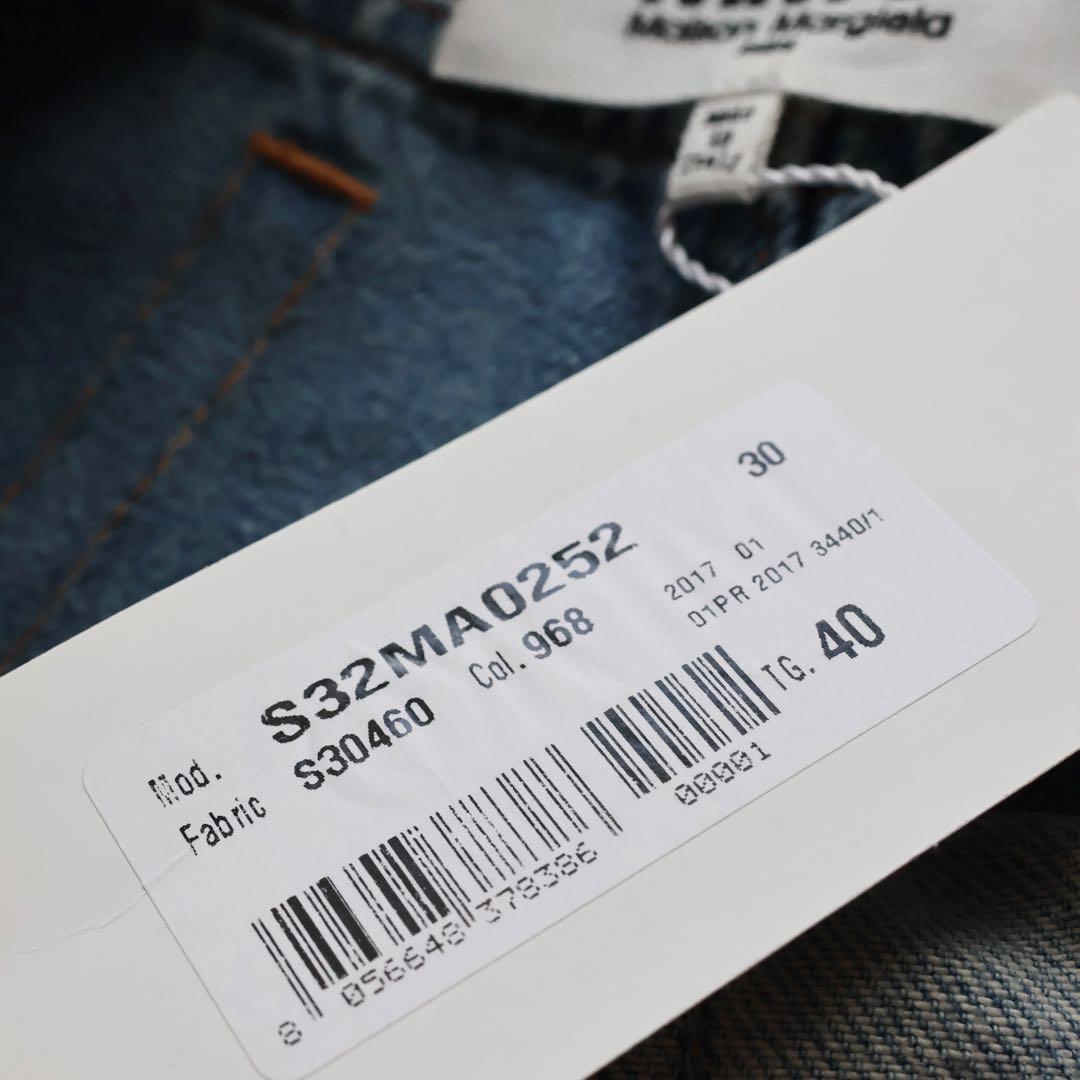 Maison Margiela
30
Mod. S32MA0252
Fabric S30460 Col. 968
2017 01
01PR 2017 3440/1
TG. 40
8 056648 378386
00001